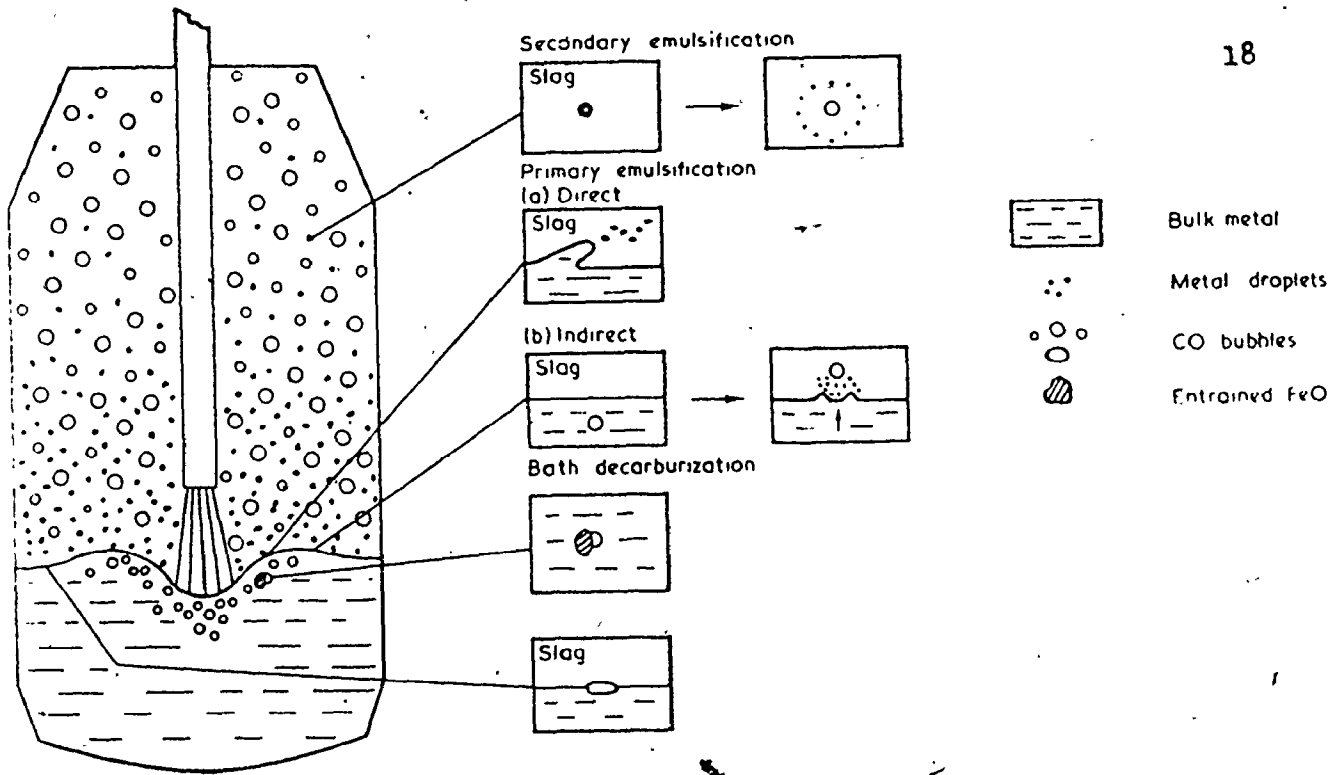 18
Secondary emulsification
Slag
Primary emulsification
(a) Direct
Slag
(b) Indirect
Slag
Bath decarburization
Slag
Bulk metal
Metal droplets
CO bubhles
Entrained FeO